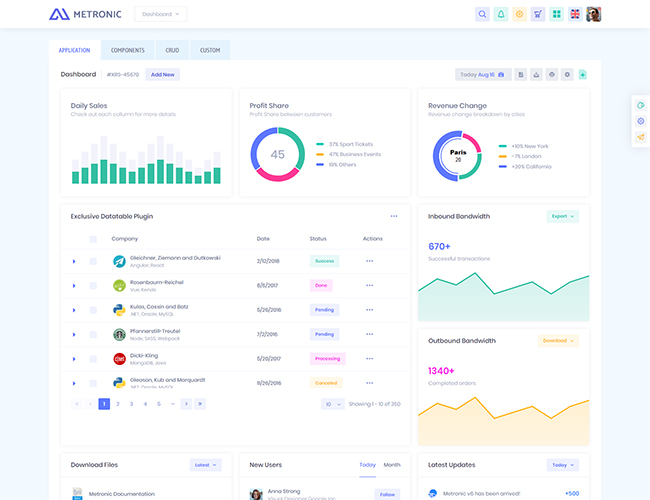 METRONIC
Dashboard
APPLICATION COMPONENTS CRUD CUSTOM
Dashboard #XRS-45670 Add New
Today Aug 16
Daily Sales
Check out each column for more details
Profit Share
Profit Share between customers
45
37% Sport Tickets
47% Business Events
19% Others
Revenue Change
Revenue change breakdown by cities
Paris
20
+10% New York
-7% London
+20% California
Exclusive Datatable Plugin
Company Date Status Actions
Gleichner, Ziemann and Gutkowski
Angular, React
2/12/2018 Success
Rosenbaum-Reichel
Vue, Kendo
8/6/2017 Done
Kulas, Cassin and Batz
.NET, Oracle, MySQL
5/26/2016 Pending
Pfannerstill-Treutel
Node, SASS, Webpack
7/2/2016 Pending
Dicki-Kling
MangoDB, Java
5/20/2017 Processing
Gleason, Kub and Marquardt
.NET, Oracle, MySQL
11/26/2016 Canceled
1 2 3 4 5
10
Showing 1 - 10 of 350
Inbound Bandwidth
Export
670+
Successful transactions
Outbound Bandwidth
Download
1340+
Completed orders
Download Files
Latest
Metronic Documentation
New Users
Today Month
Anna Strong
Visual Designer, Google Inc
Follow
Latest Updates
Today
Metronic v6 has been arrived!
+500